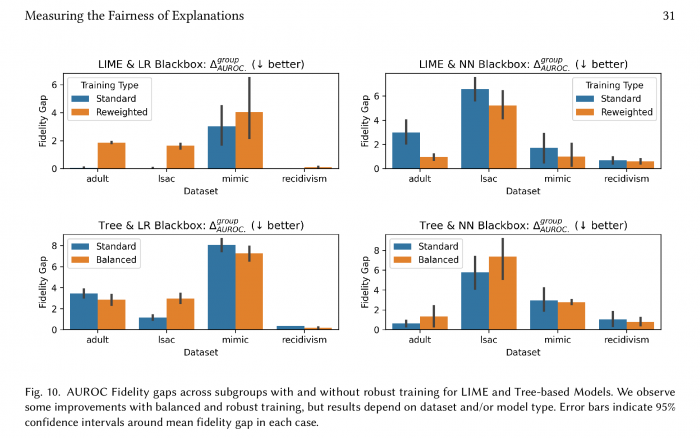 Measuring the Fairness of Explanations 31
LIME & LR Blackbox: Δ^group_AUROC. (↓ better)
Fidelity Gap
6
4
2
0
Training Type
Standard
Reweighted
adult lsac mimic recidivism
Dataset
LIME & NN Blackbox: Δ^group_AUROC. (↓ better)
Fidelity Gap
6
4
2
0
Training Type
Standard
Reweighted
adult lsac mimic recidivism
Dataset
Tree & LR Blackbox: Δ^group_AUROC. (↓ better)
Fidelity Gap
8
6
4
2
0
Standard
Balanced
adult lsac mimic recidivism
Dataset
Tree & NN Blackbox: Δ^group_AUROC. (↓ better)
Fidelity Gap
8
6
4
2
0
Standard
Balanced
adult lsac mimic recidivism
Dataset
Fig. 10. AUROC Fidelity gaps across subgroups with and without robust training for LIME and Tree-based Models. We observe
some improvements with balanced and robust training, but results depend on dataset and/or model type. Error bars indicate 95%
confidence intervals around mean fidelity gap in each case.